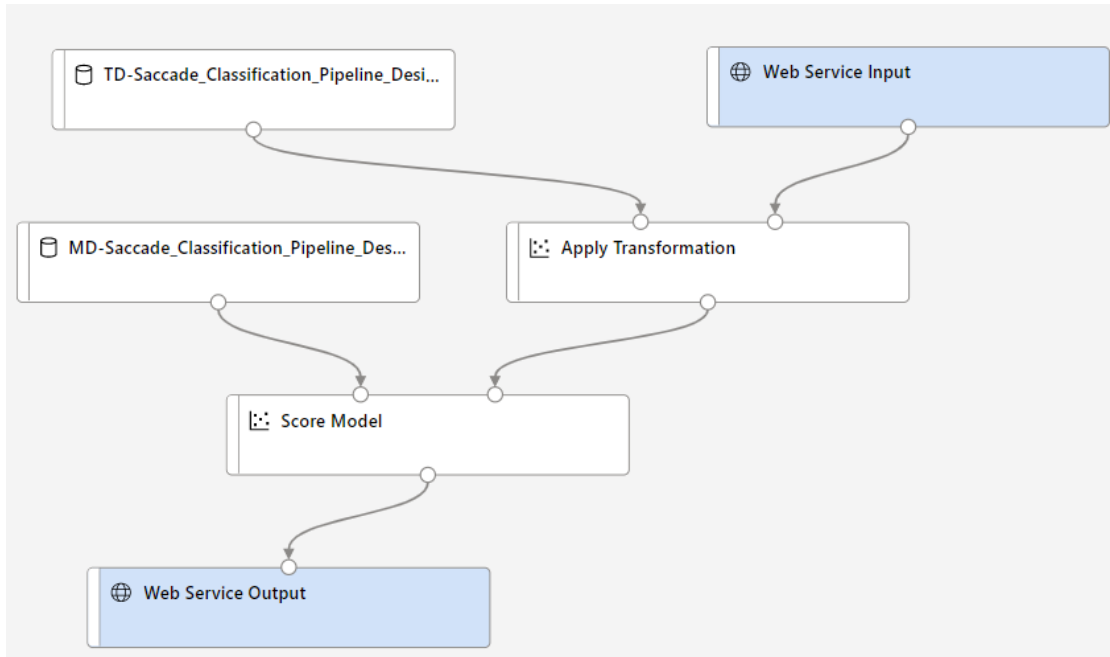 TD-Saccade_Classification_Pipeline_Desi...
Web Service Input
MD-Saccade_Classification_Pipeline_Des...
Apply Transformation
Score Model
Web Service Output